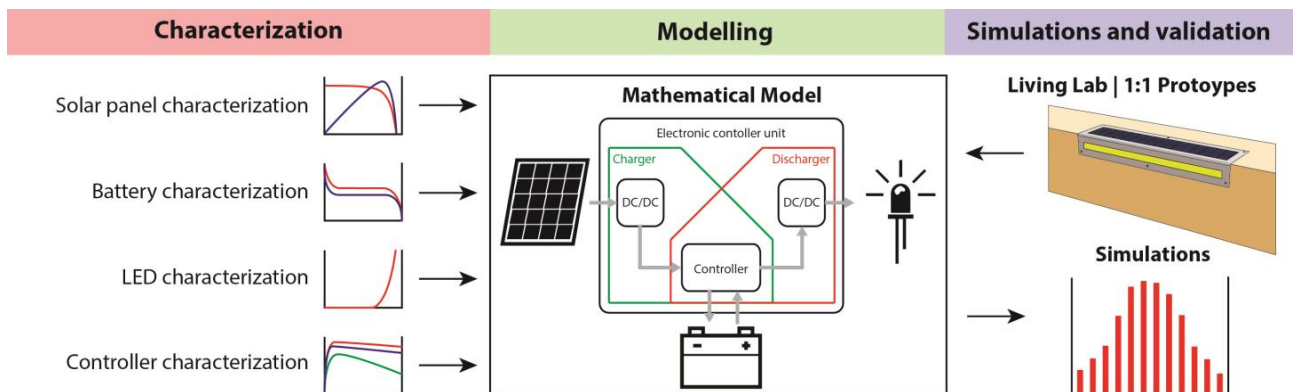 Characterization
Modelling
Simulations and validation
Solar panel characterization
Battery characterization
LED characterization
Controller characterization
Mathematical Model
Electronic contoller unit
Charger
Discharger
DC/DC
DC/DC
Controller
- +
Living Lab | 1:1 Protoypes
Simulations